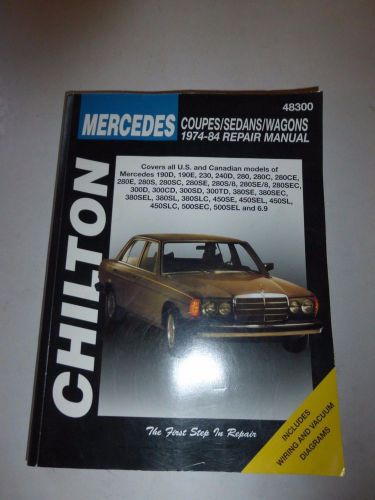 48300
MERCEDES
COUPES/SEDANS/WAGONS
1974-84 REPAIR MANUAL
Covers all U.S. and Canadian models of
Mercedes 190D, 190E, 230, 240D, 280, 280C, 280CE,
280E, 280S, 280SC, 280SE, 280S/8, 280SE/8, 280SEC,
300D, 300CD, 300SD, 300TD, 380SE, 380SEC,
380SEL, 380SL, 380SLC, 450SE, 450SEL, 450SL,
450SLC, 500SEC, 500SEL and 6.9
CHILTON
The First Step In Repair
INCLUDES
WIRING AND VACUUM
DIAGRAMS